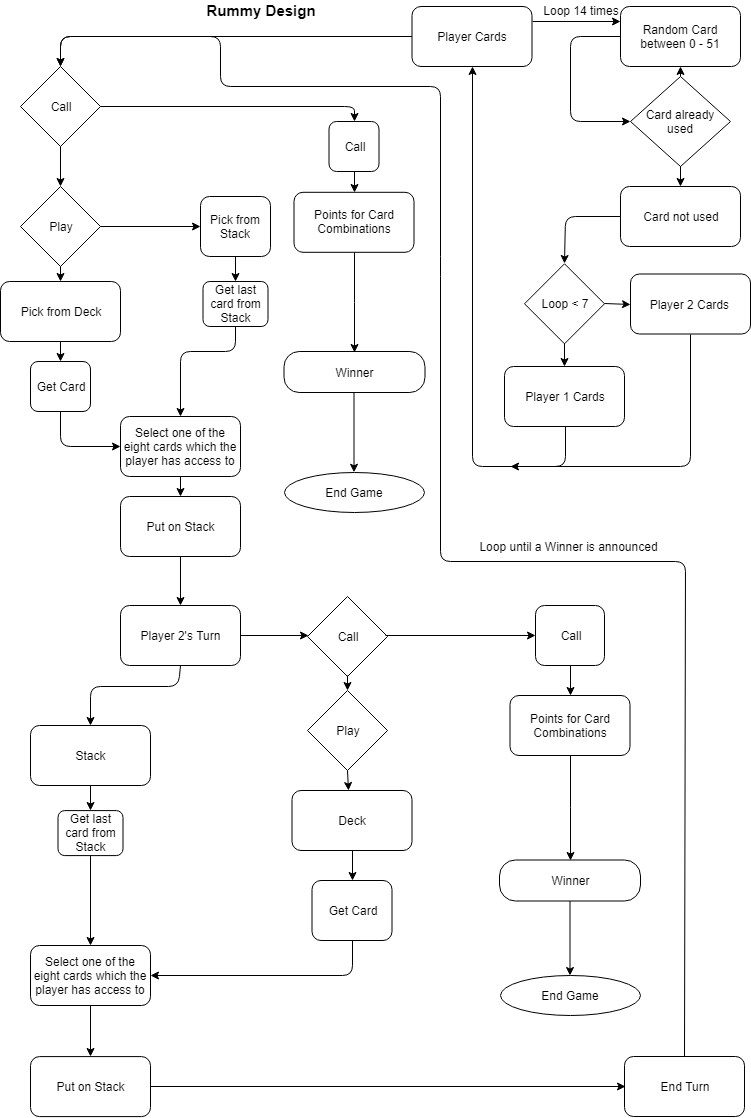 Rummy Design
Loop 14 times
Player Cards
Random Card
between 0 - 51
Call
Card already
used
Call
Points for Card
Combinations
Play
Pick from
Stack
Card not used
Pick from Deck
Get last
card from
Stack
Loop < 7
Player 2 Cards
Get Card
Winner
Player 1 Cards
Select one of the
eight cards which the
player has access to
End Game
Put on Stack
Loop until a Winner is announced
Player 2's Turn
Call
Call
Points for Card
Combinations
Play
Stack
Get last
card from
Stack
Deck
Winner
Get Card
Select one of the
eight cards which the
player has access to
End Game
Put on Stack
End Turn